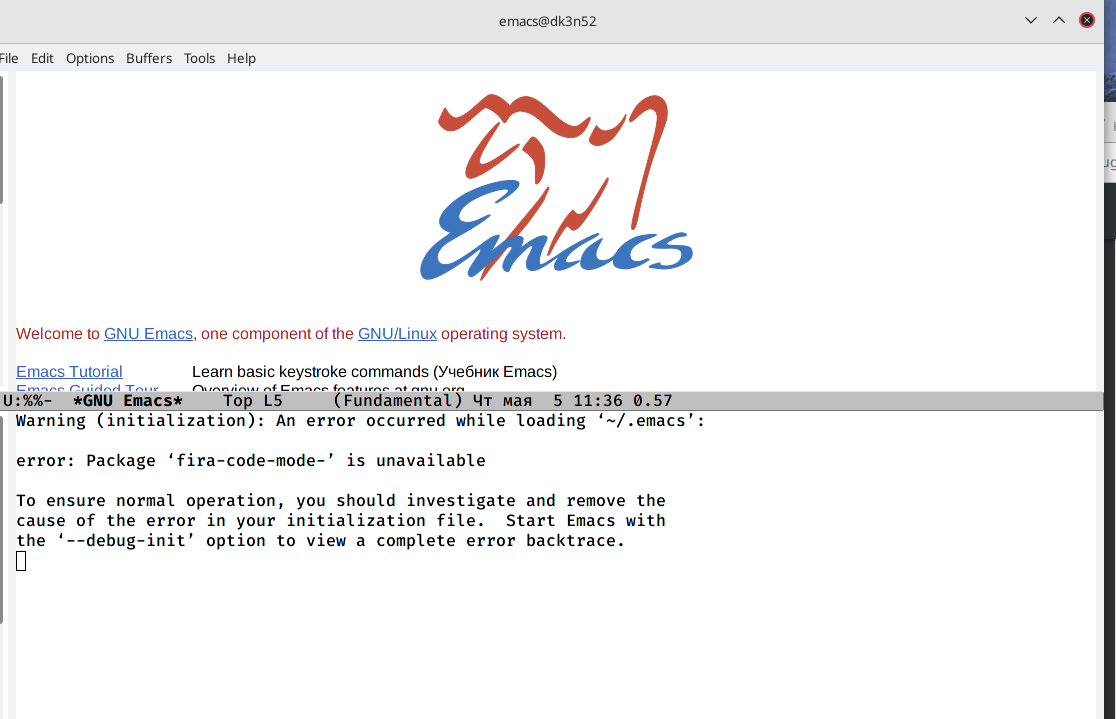 emacs@dk3n52
File Edit Options Buffers Tools Help
Emacs
Welcome to GNU Emacs, one component of the GNU/Linux operating system.
Emacs Tutorial Learn basic keystroke commands (Учебник Emacs)
Emacs Guided Tour Overview of Emacs features at gnu.org
U:%%- *GNU Emacs* Top L5 (Fundamental) Чт мая 5 11:36 0.57
Warning (initialization): An error occurred while loading ‘~/.emacs’:
error: Package ‘fira-code-mode-’ is unavailable
To ensure normal operation, you should investigate and remove the
cause of the error in your initialization file. Start Emacs with
the ‘--debug-init’ option to view a complete error backtrace.